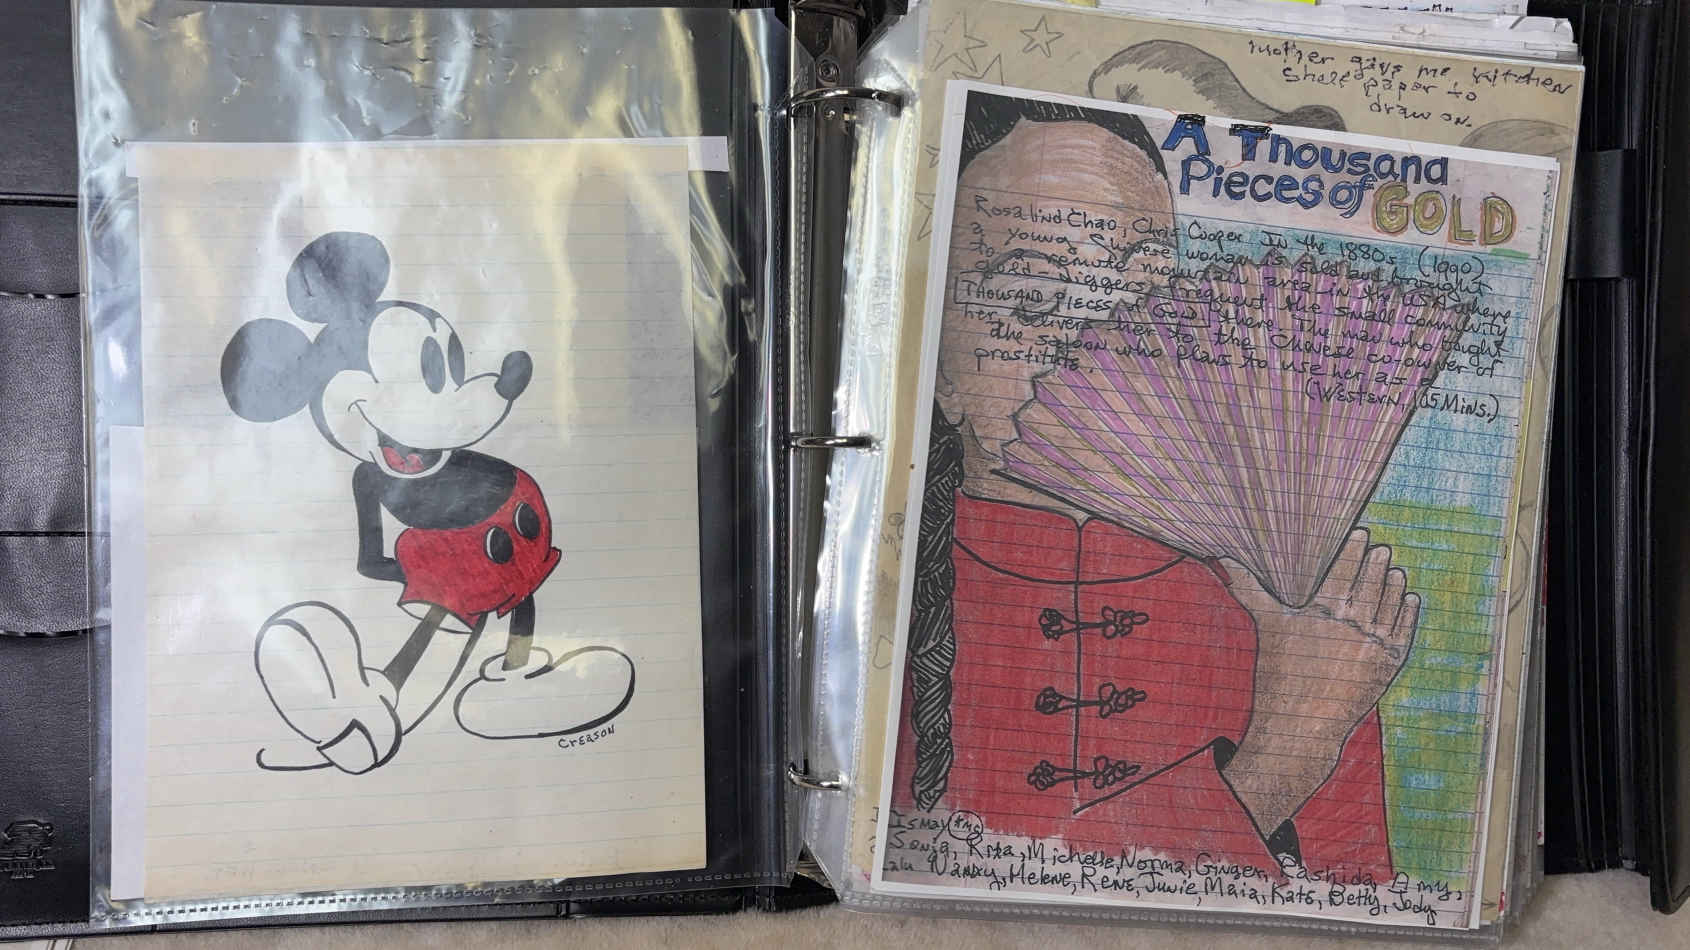 Creason
mother gave me kitchen
shelf paper to
draw on.
A Thousand
Pieces of GOLD
Rosalind Chao, Chris Cooper IN the 1880s, (1990)
a young Chinese woman is sold and brought
to a remote mountain area in the USA where
gold-diggers frequent the small community
THOUSAND PIECES of GOLD where. The man who bought
her delivers her to the Chinese co-owner of
the saloon who plans to use her as a
prostitute.
(WESTERN, 105 Mins.)
Ismay
Sonia, Rita, Michelle, Norma, Ginger, Rashida, Amy,
Helene, Rene, Junie, Maia, Kate, Betty, Jody